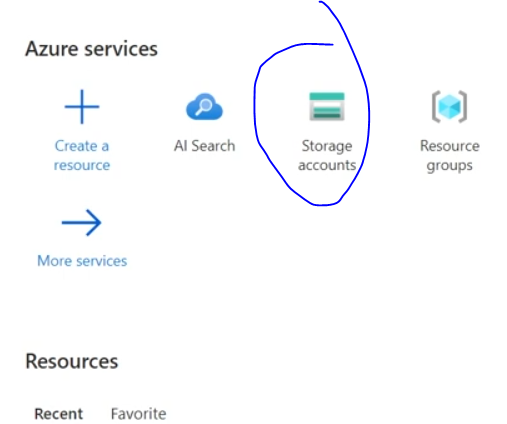 Azure services
Create a
resource
AI Search
Storage
accounts
Resource
groups
More services
Resources
Recent
Favorite